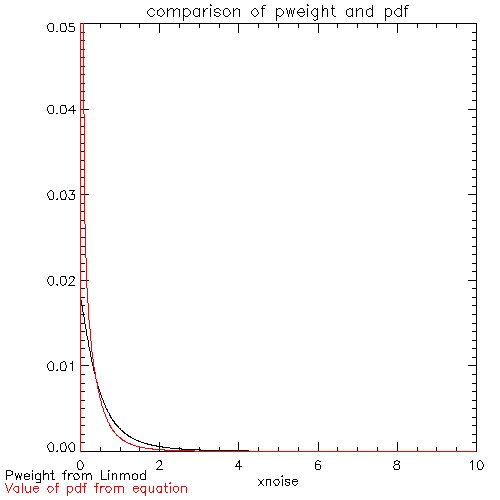 comparison of pweight and pdf
0.05
0.04
0.03
0.02
0.01
0.00
0 2 4 6 8 10
xnoise
Pweight from Linmod
Value of pdf from equation